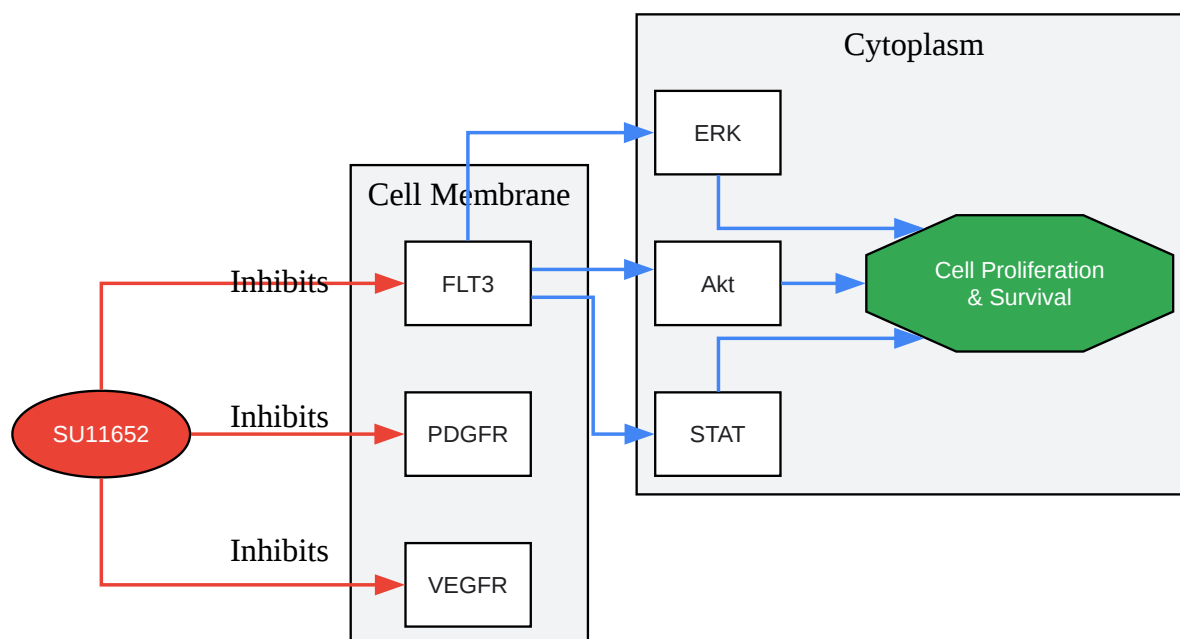 Cytoplasm
ERK
Cell Membrane
Inhibits
FLT3
Akt
Cell Proliferation
& Survival
Inhibits
SU11652
PDGFR
STAT
Inhibits
VEGFR